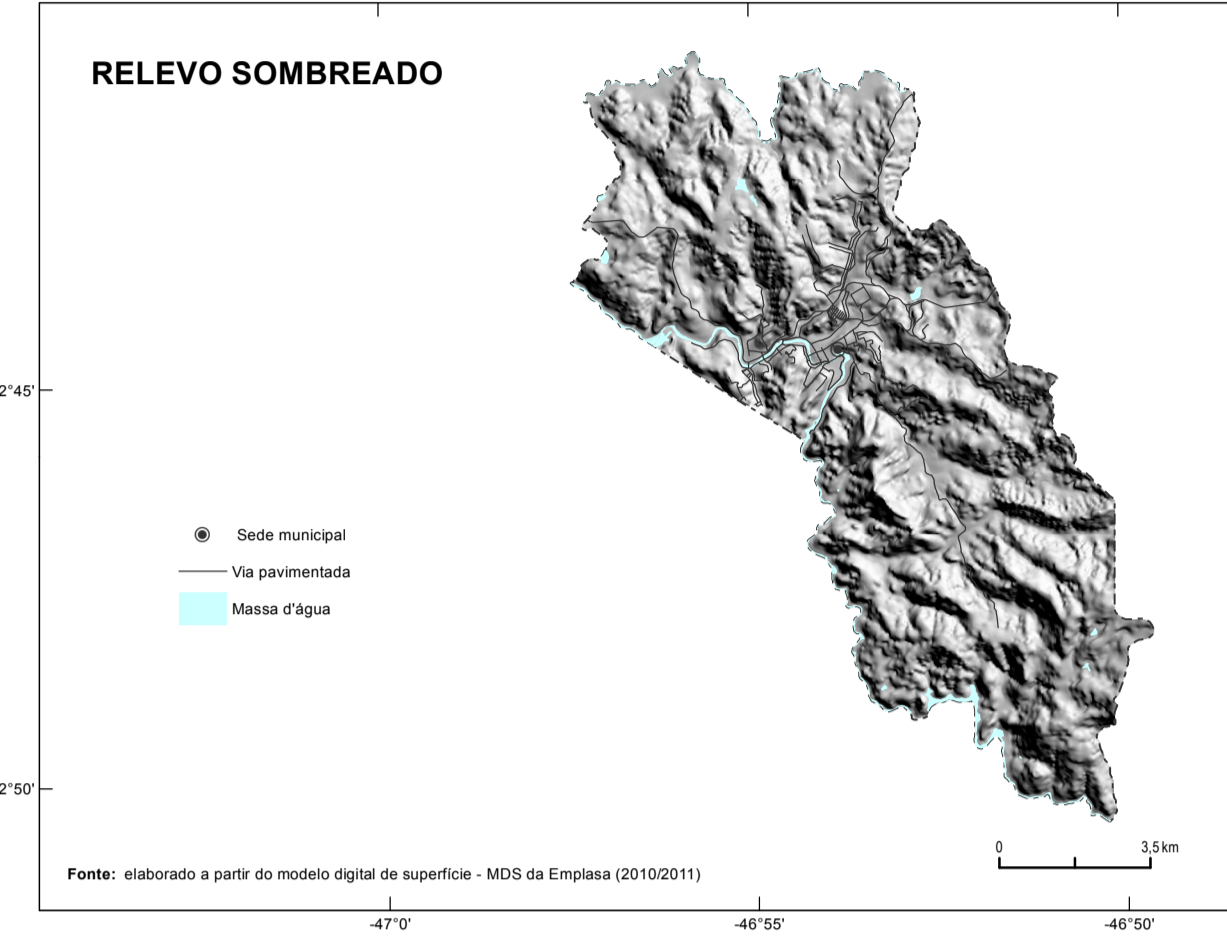 RELEVO SOMBREADO
2°45'
Sede municipal
Via pavimentada
Massa d'água
2°50'
0 3,5 km
Fonte: elaborado a partir do modelo digital de superfície - MDS da Emplasa (2010/2011)
-47°0' -46°55' -46°50'